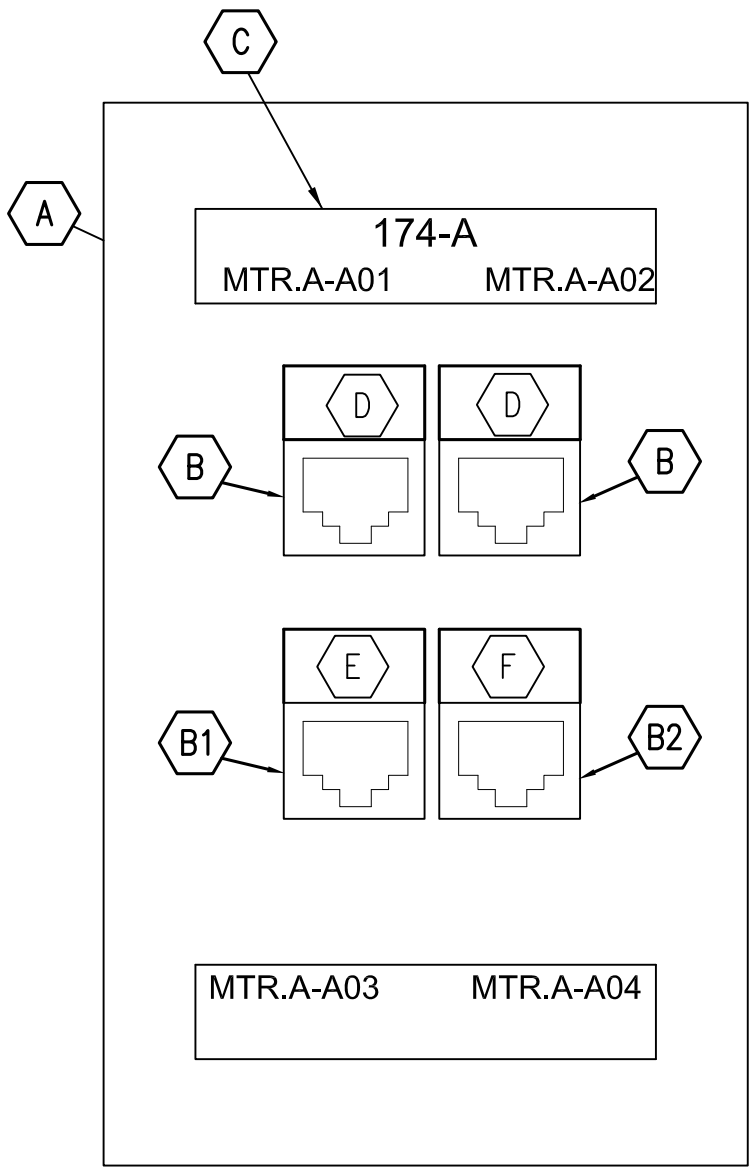 C
A
174-A
MTR.A-A01 MTR.A-A02
D D
B B
E F
B1 B2
MTR.A-A03 MTR.A-A04